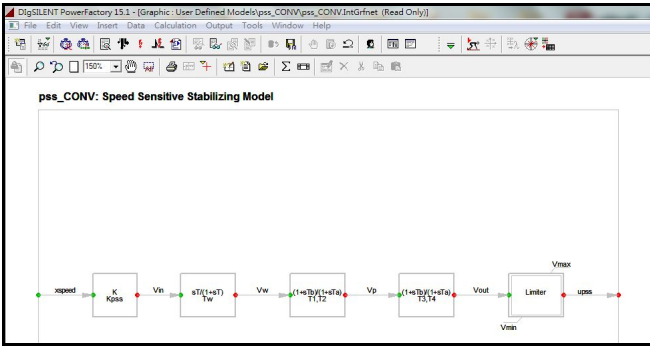 DIgSILENT PowerFactory 15.1 - [Graphic : User Defined Models\pss_CONV\pss_CONV.IntGrfnet (Read Only)]
File Edit View Insert Data Calculation Output Tools Window Help
150%
pss_CONV: Speed Sensitive Stabilizing Model
Vmax
xspeed K Kpss Vin sT/(1+sT) Tw Vw (1+sTb)/(1+sTa) T1,T2 Vp (1+sTb)/(1+sTa) T3,T4 Vout Limiter upss
Vmin